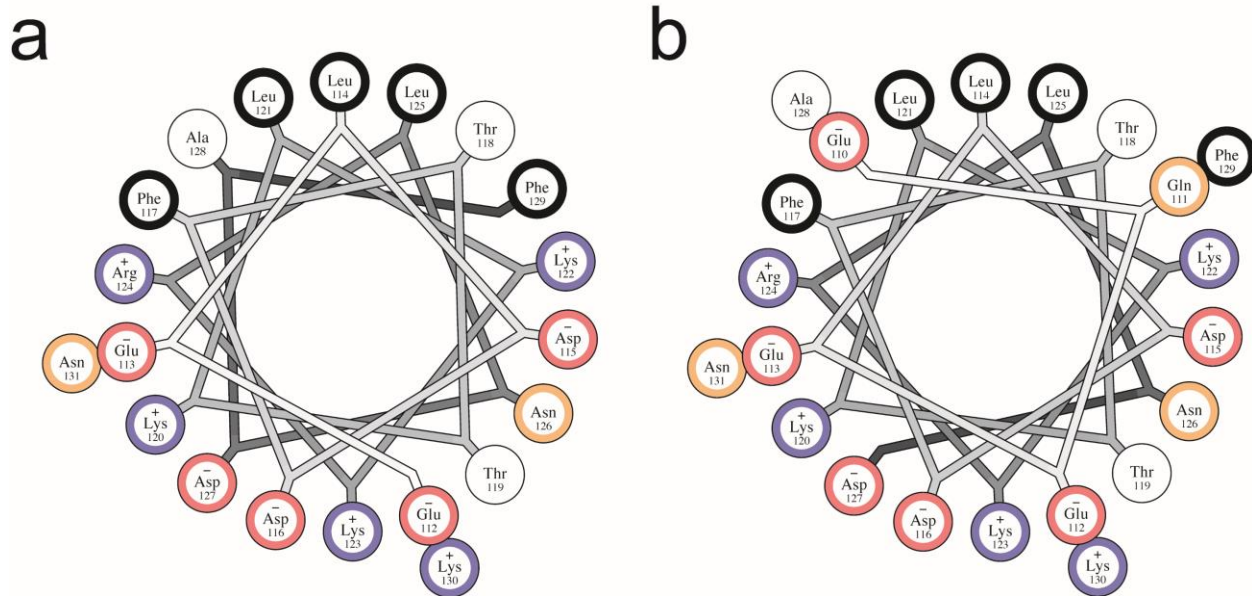 a
Leu
114
Leu
121
Leu
125
Thr
118
Ala
128
Phe
129
Phe
117
+
Lys
122
+
Arg
124
−
Asp
115
−
Glu
113
Asn
131
Asn
126
+
Lys
120
Thr
119
−
Asp
127
−
Glu
112
−
Asp
116
+
Lys
123
+
Lys
130
b
Leu
114
Leu
121
Leu
125
Ala
128
Thr
118
−
Glu
110
Phe
129
Gln
111
Phe
117
+
Lys
122
+
Arg
124
−
Asp
115
−
Glu
113
Asn
131
Asn
126
+
Lys
120
Thr
119
−
Asp
127
−
Glu
112
−
Asp
116
+
Lys
123
+
Lys
130